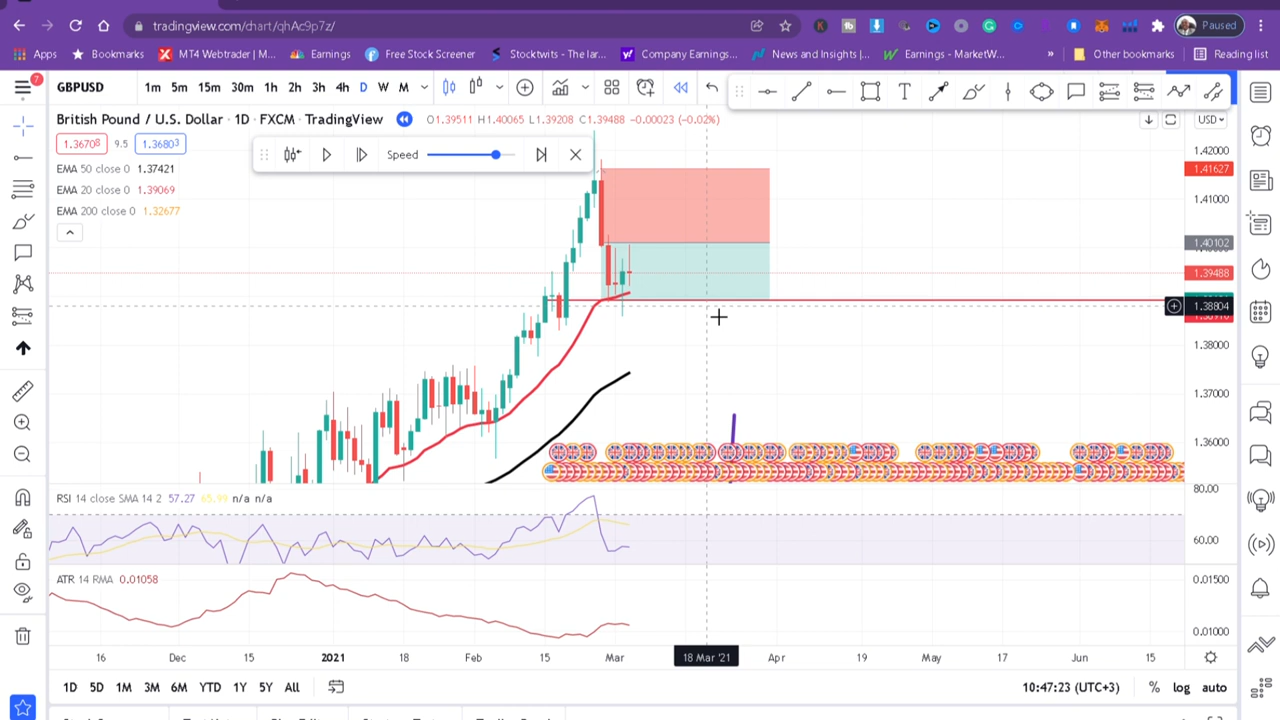 tradingview.com/chart/qhAc9p7z/
Paused
Apps Bookmarks MT4 Webtrader | M... Earnings Free Stock Screener Stocktwits - The lar... Company Earnings... News and Insights |... Earnings - MarketW... » Other bookmarks Reading list
7
GBPUSD 1m 5m 15m 30m 1h 2h 3h 4h D W M
British Pound / U.S. Dollar · 1D · FXCM · TradingView O1.39511 H1.40065 L1.39208 C1.39488 -0.00023 (-0.02%) USD
1.36708 9.5 1.36803
Speed
EMA 50 close 0 1.37421
EMA 20 close 0 1.39069
EMA 200 close 0 1.32677
1.42000
1.41627
1.41000
1.40102
1.39488
1.38804
1.38000
1.37000
1.36000
RSI 14 close SMA 14 2 57.27 65.99 n/a n/a
80.00
60.00
ATR 14 RMA 0.01058
0.01500
0.01000
16 Dec 15 2021 18 Feb 15 Mar 18 Mar '21 Apr 19 May 17 Jun 15
1D 5D 1M 3M 6M YTD 1Y 5Y All 10:47:23 (UTC+3) % log auto